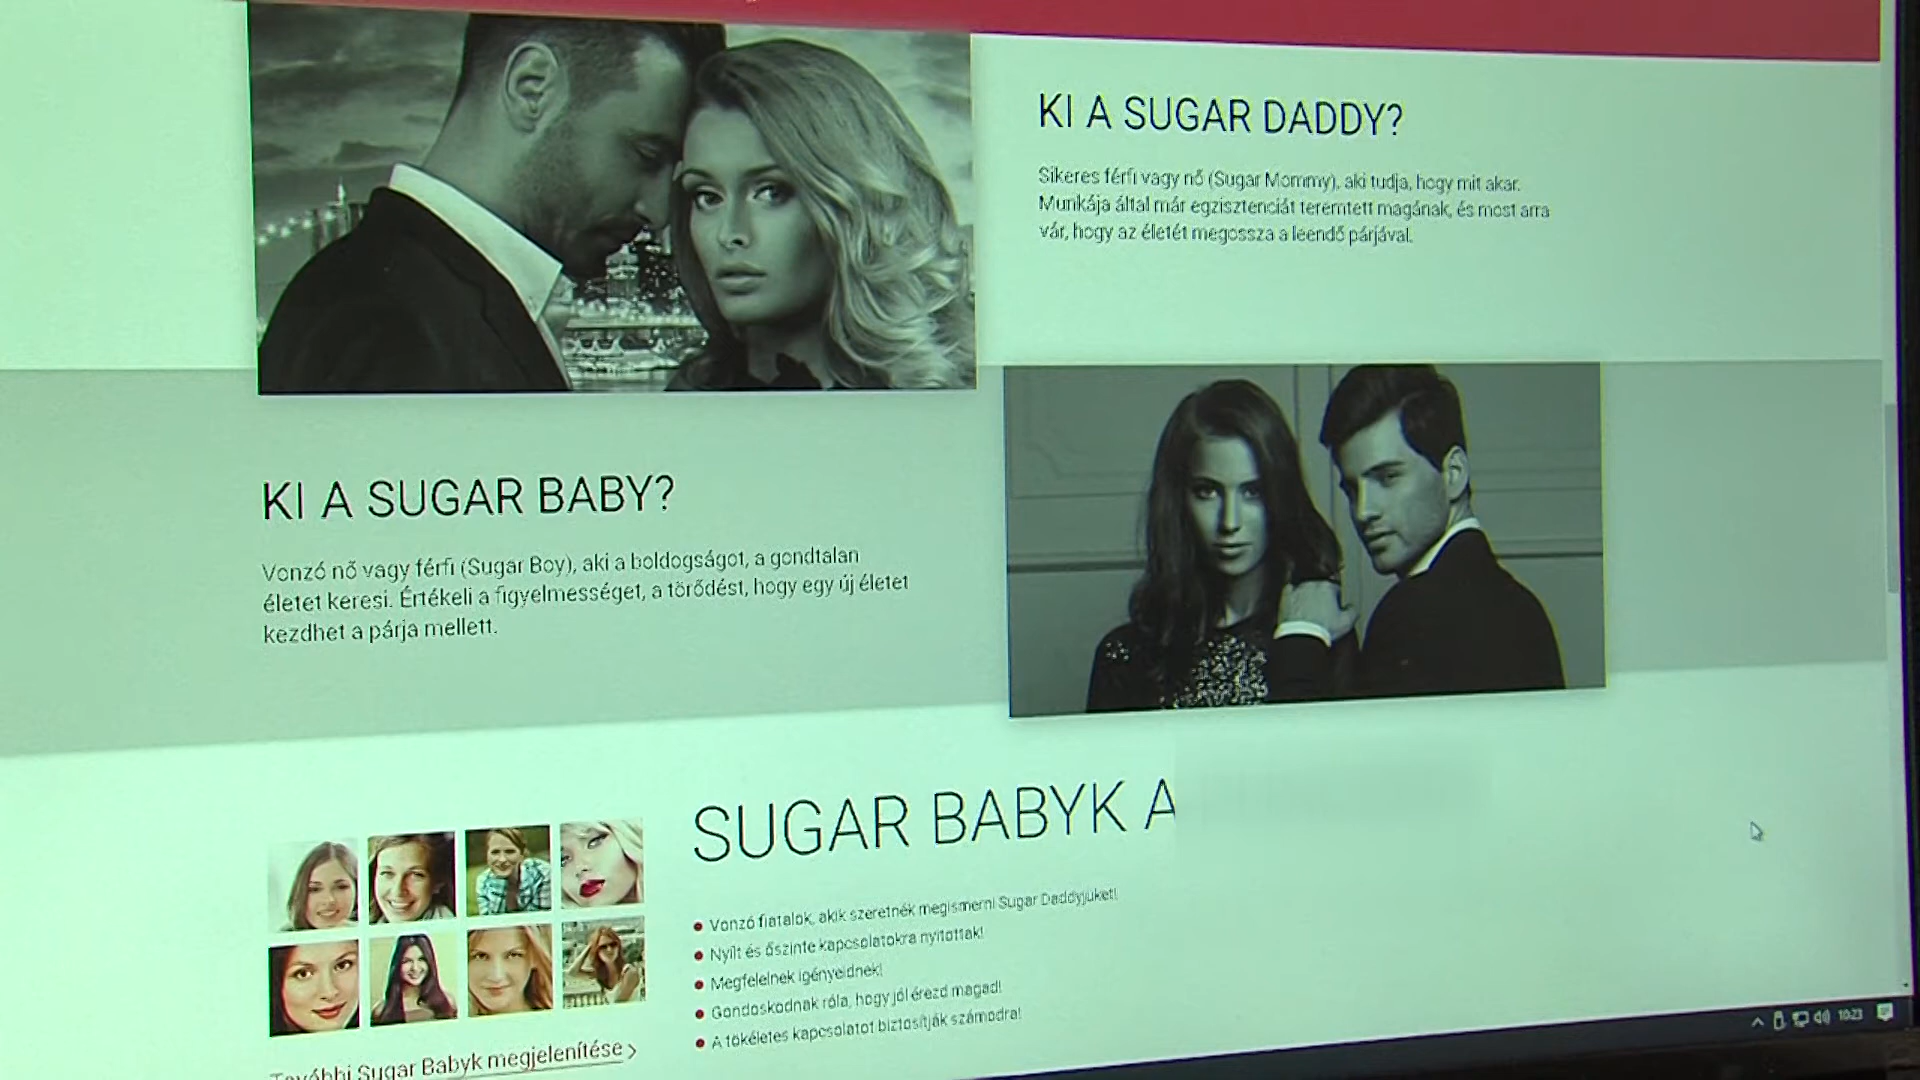 KI A SUGAR DADDY?
Sikeres férfi vagy nő (Sugar Mommy), aki tudja, hogy mit akar.
Munkája által már egzisztenciát teremtett magának, és most arra
vár, hogy az életét megossza a leendő párjával.
KI A SUGAR BABY?
Vonzó nő vagy férfi (Sugar Boy), aki a boldogságot, a gondtalan
életet keresi. Értékeli a figyelmességet, a törődést, hogy egy új életet
kezdhet a párja mellett.
SUGAR BABYK A
Vonzó fiatalok, akik szeretnék megismerni Sugar Daddyjüket!
Nyílt és őszinte kapcsolatokra nyitottak!
Megfelelnek igényeidnek!
Gondoskodnak róla, hogy jól érezd magad!
A tökéletes kapcsolatot biztosítják számodra!
További Sugar Babyk megjelenítése >
10:23